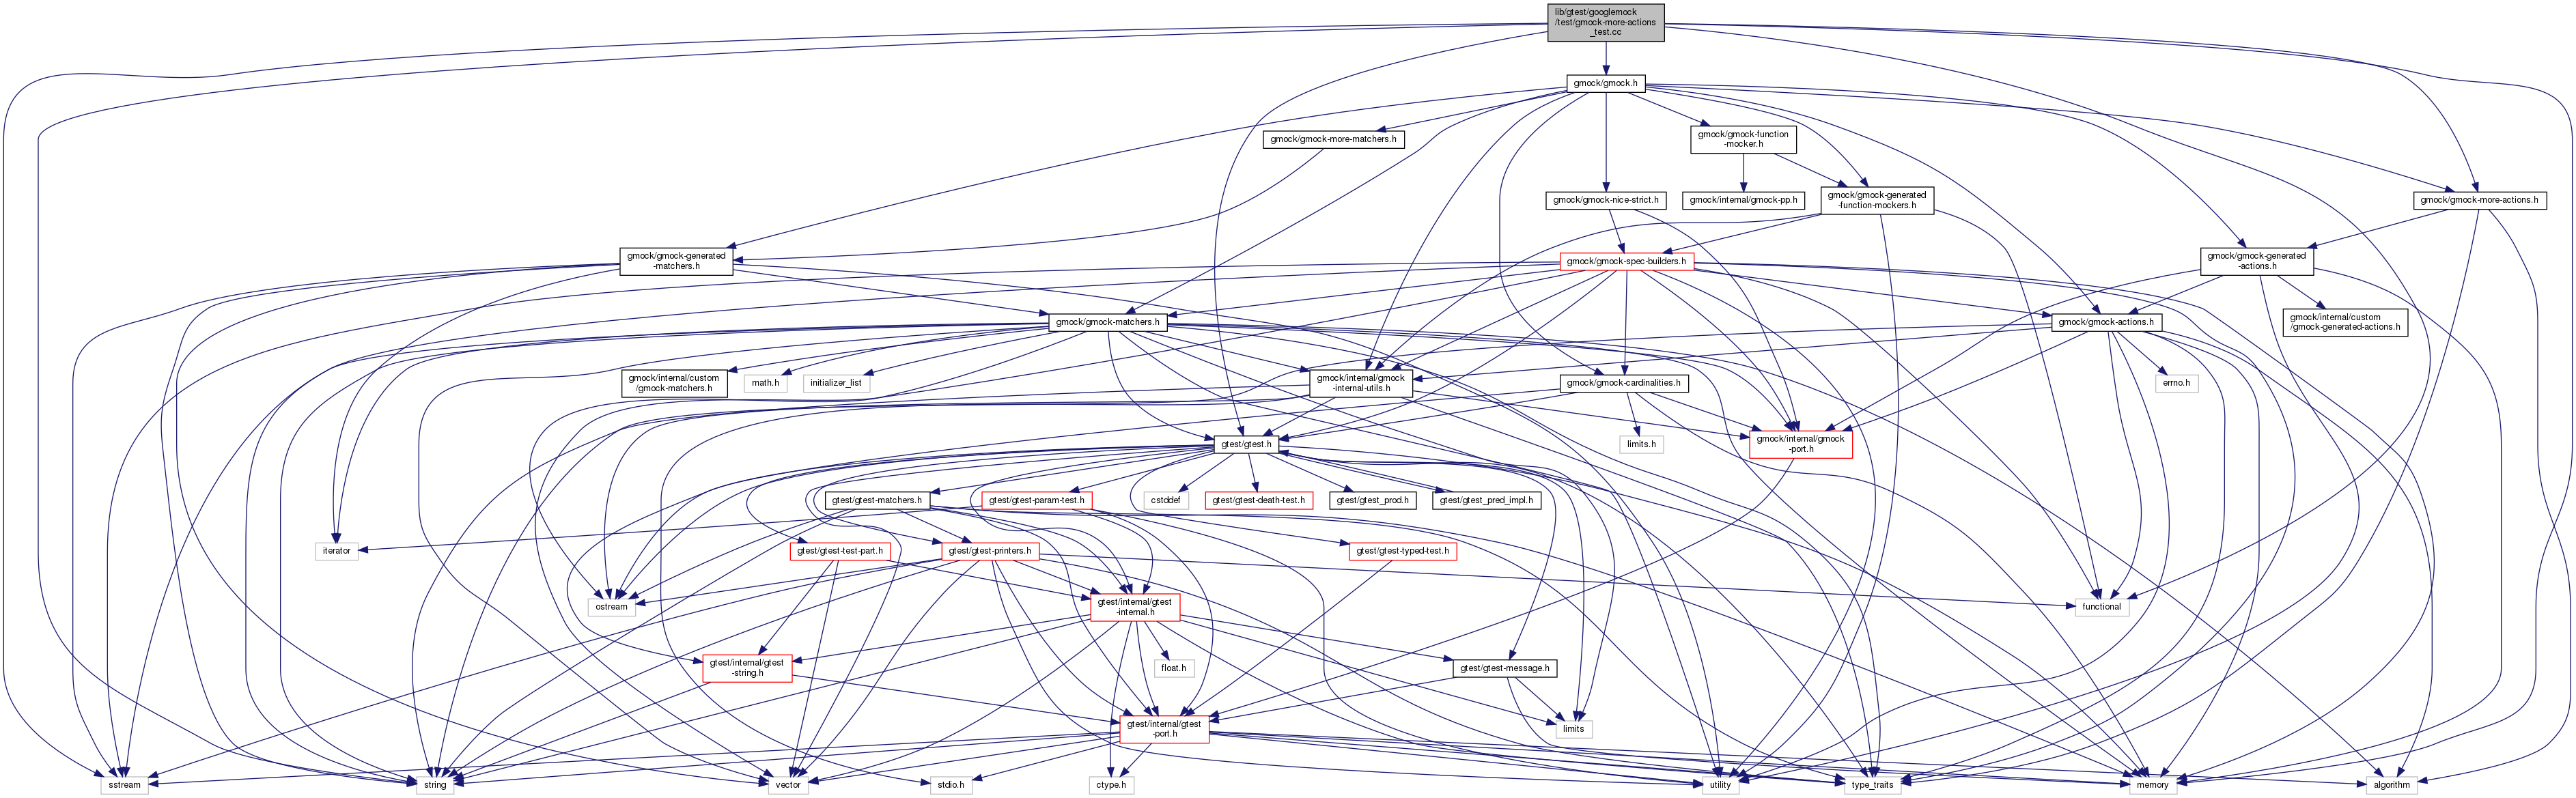 lib/gtest/googlemock
/test/gmock-more-actions
_test.cc
gmock/gmock.h
gmock/gmock-more-matchers.h
gmock/gmock-function
-mocker.h
gmock/gmock-nice-strict.h
gmock/internal/gmock-pp.h
gmock/gmock-generated
-function-mockers.h
gmock/gmock-more-actions.h
gmock/gmock-generated
-matchers.h
gmock/gmock-spec-builders.h
gmock/gmock-generated
-actions.h
gmock/gmock-matchers.h
gmock/gmock-actions.h
gmock/internal/custom
/gmock-generated-actions.h
gmock/internal/custom
/gmock-matchers.h
math.h
initializer_list
gmock/internal/gmock
-internal-utils.h
gmock/gmock-cardinalities.h
errno.h
gtest/gtest.h
limits.h
gmock/internal/gmock
-port.h
gtest/gtest-matchers.h
gtest/gtest-param-test.h
cstddef
gtest/gtest-death-test.h
gtest/gtest_prod.h
gtest/gtest_pred_impl.h
iterator
gtest/gtest-test-part.h
gtest/gtest-printers.h
gtest/gtest-typed-test.h
ostream
gtest/internal/gtest
-internal.h
functional
gtest/internal/gtest
-string.h
float.h
gtest/gtest-message.h
gtest/internal/gtest
-port.h
limits
sstream
string
vector
stdio.h
ctype.h
utility
type_traits
memory
algorithm